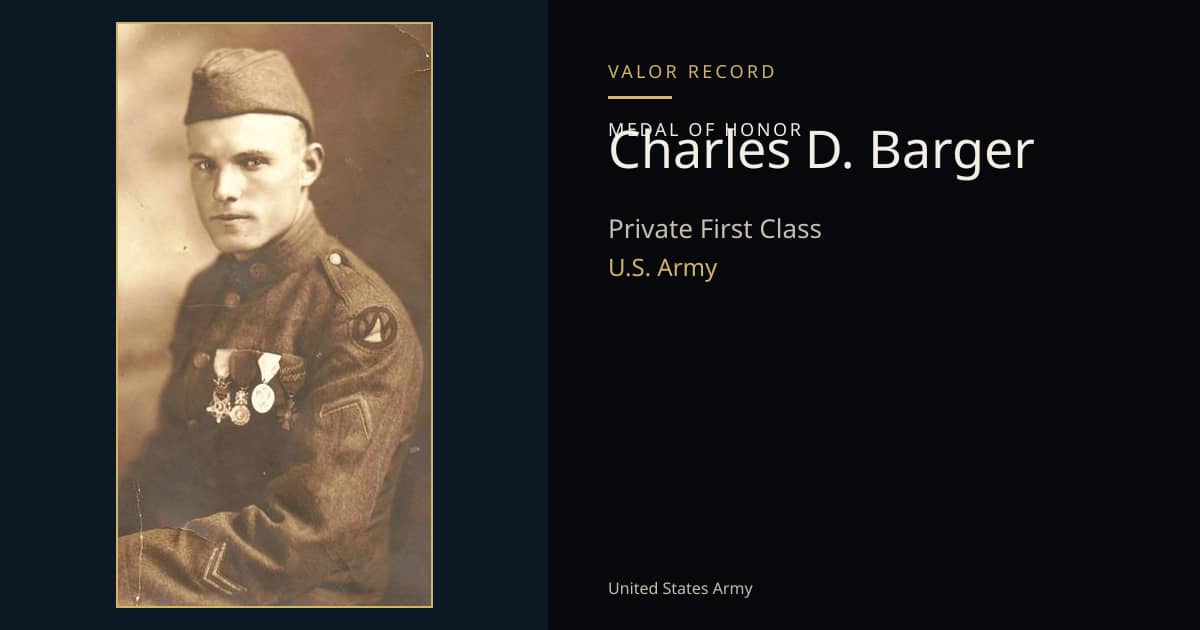 VALOR RECORD
MEDAL OF HONOR
Charles D. Barger
Private First Class
U.S. Army
United States Army